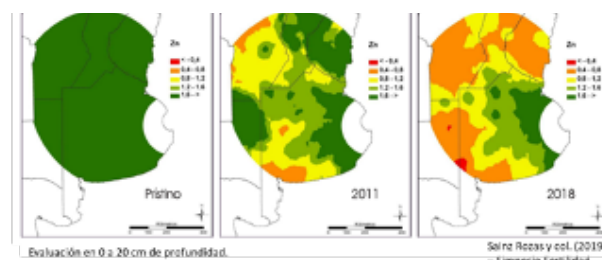 Zn
< -0,4
0,4 - 0,8
0,8 - 1,2
1,2 - 1,6
1,6 - >
Prístino
Zn
< -0,4
0,4 - 0,8
0,8 - 1,2
1,2 - 1,6
1,6 - >
2011
Zn
< -0,4
0,4 - 0,8
0,8 - 1,2
1,2 - 1,6
1,6 - >
2018
Evaluación en 0 a 20 cm de profundidad.
Sainz Rozas y col. (2019
Simposio Fertilidad